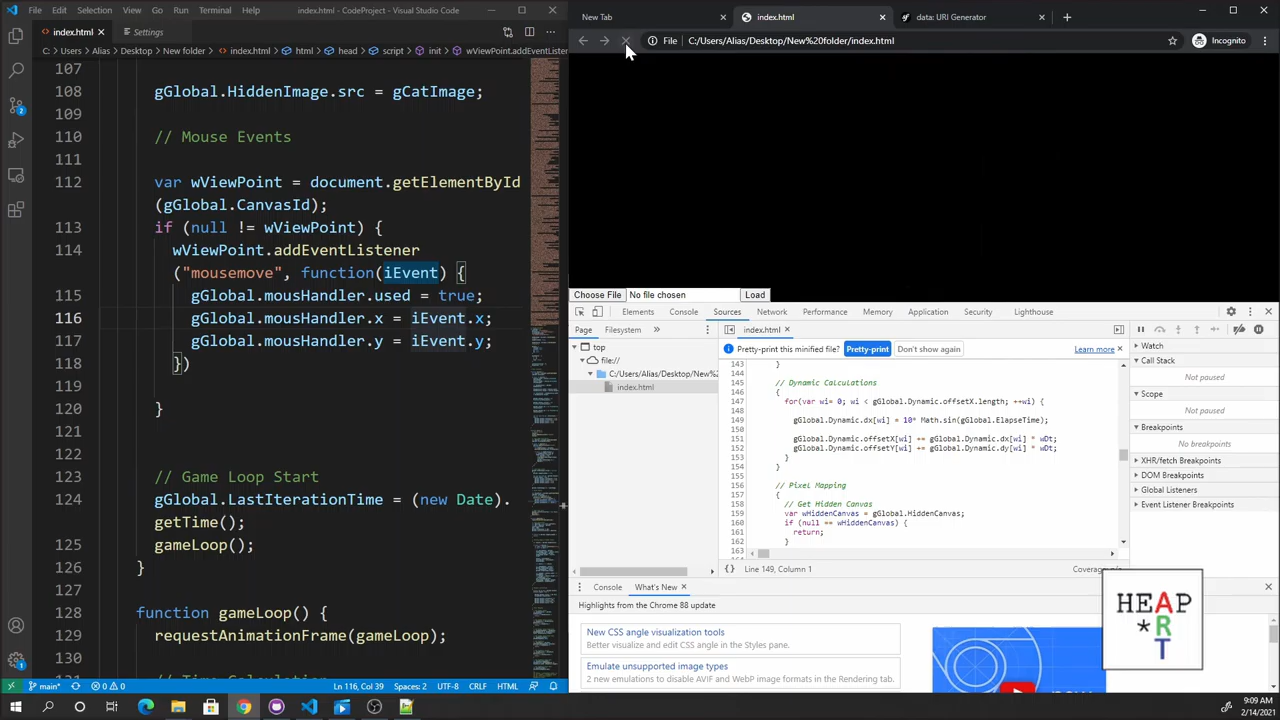 File Edit Selection View Go Run Terminal Help index.html - CodeProject - Visual Studio Code
index.html Settings
C: Users Alias Desktop New folder index.html html head script init wViewPoint.addEventListener
107
108 gGlobal.HiddenImage.src = gCatImage;
109
110 // Mouse Events
111
112 var wViewPoint = document.getElementById
(gGlobal.CanvasId);
113 if (null != wViewPoint) {
114 wViewPoint.addEventListener
("mousemove", function(iEvent) {
115 gGlobal.MousHandler.used = true;
116 gGlobal.MousHandler.x = iEvent.x;
117 gGlobal.MousHandler.y = iEvent.y;
118 })
119
120
121
122
123 // Game Loop Start
124 gGlobal.LastIterationTime = (new Date).
getTime();
125 gameLoop();
126 }
127
128 function gameLoop() {
129 requestAnimationFrame(gameLoop);
130
main* 0 0 Ln 116, Col 39 Spaces: 2 UTF-8 CRLF HTML
New Tab index.html data: URI Generator
File C:/Users/Alias/Desktop/New%20folder/index.html Incognito
Choose File No file chosen Load
Elements Console Sources Network Performance Memory Application Security Lighthouse
Page Filesystem index.html
top
file://
C:/Users/Alias/Desktop/New%2
index.html
Pretty-print this minified file? Pretty-print Don't show again Learn more
143 }
144
145 // Dynamic Calculations
146 {
147 for(var wi= 0; wi < gGlobal.Dynamic.offsetX.length; ++wi) {
148
149 gGlobal.Dynamic.dx[wi] = 10* Math.sin(gGlobal.ElapseTime);
150
151 gGlobal.Dynamic.offsetX[wi] += gGlobal.Dynamic.dx[wi] * wDt;
152 gGlobal.Dynamic.offsetY[wi] += gGlobal.Dynamic.dy[wi] * wDt;
153 }
154 }
155
156 // Pixel Mapping
157 {
158 // Get Hidden Canvas
159 var wHiddenCanvas = gGlobal.HiddenCanvas;
160 if (null == wHiddenCanvas) {
161 return;
162 }
163
{} Line 149, Column 1 Coverage: n/a
Watch
Call Stack
Not paused
Scope
Not paused
Breakpoints
No breakpoints
XHR/fetch Breakpoints
DOM Breakpoints
Global Listeners
Event Listener Breakpoints
Console What's New
Highlights from the Chrome 88 update
New CSS angle visualization tools
Better visualize and edit CSS angle in the Styles pane.
Emulate unsupported image types
2 new emulations to disable AVIF and WebP image formats in the Rendering tab.
HEAP
*R
T
9:09 AM
2/14/2021